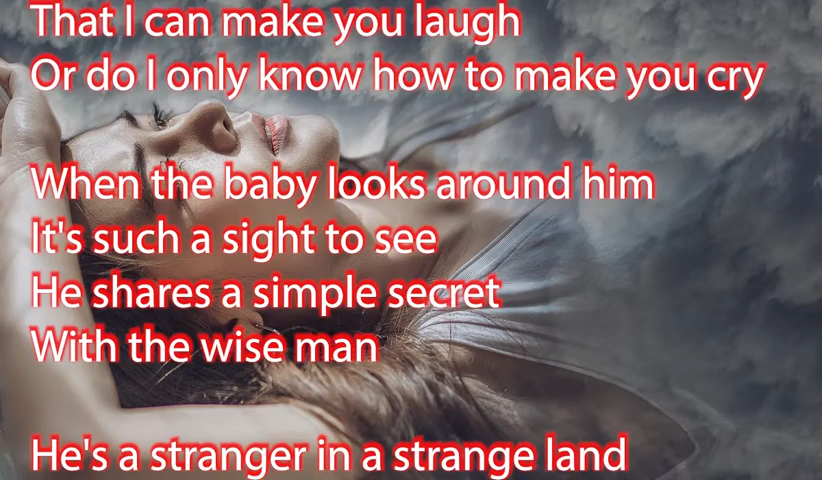 That I can make you laugh
Or do I only know how to make you cry
When the baby looks around him
It's such a sight to see
He shares a simple secret
With the wise man
He's a stranger in a strange land